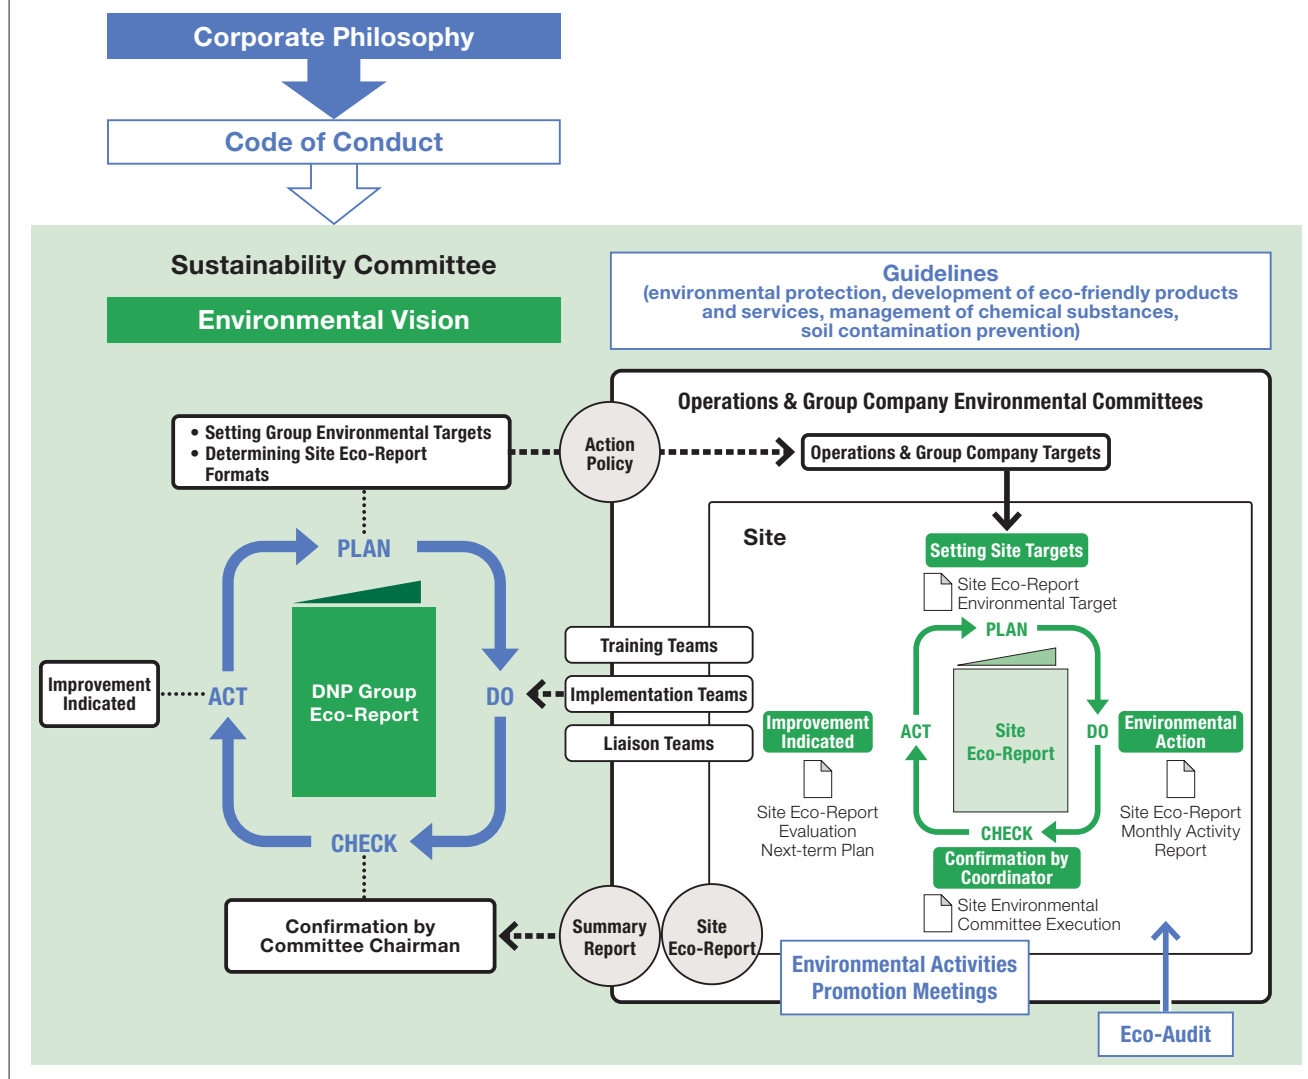 Corporate Philosophy
Code of Conduct
Sustainability Committee
Environmental Vision
Guidelines
(environmental protection, development of eco-friendly products
and services, management of chemical substances,
soil contamination prevention)
Operations & Group Company Environmental Committees
• Setting Group Environmental Targets
• Determining Site Eco-Report
Formats
Action
Policy
Operations & Group Company Targets
PLAN
DNP Group
Eco-Report
DO
CHECK
ACT
Improvement
Indicated
Training Teams
Implementation Teams
Liaison Teams
Site
Setting Site Targets
Site Eco-Report
Environmental Target
PLAN
Site
Eco-Report
DO
Environmental
Action
Site Eco-Report
Monthly Activity
Report
CHECK
Confirmation by
Coordinator
Site Environmental
Committee Execution
ACT
Improvement
Indicated
Site Eco-Report
Evaluation
Next-term Plan
Confirmation by
Committee Chairman
Summary
Report
Site
Eco-Report
Environmental Activities
Promotion Meetings
Eco-Audit